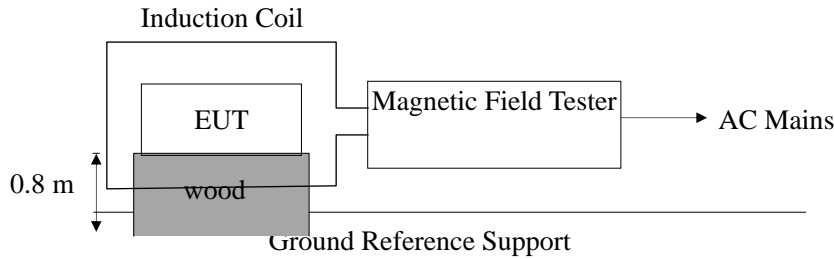 Induction Coil
Magnetic Field Tester
EUT
AC Mains
0.8 m
wood
Ground Reference Support